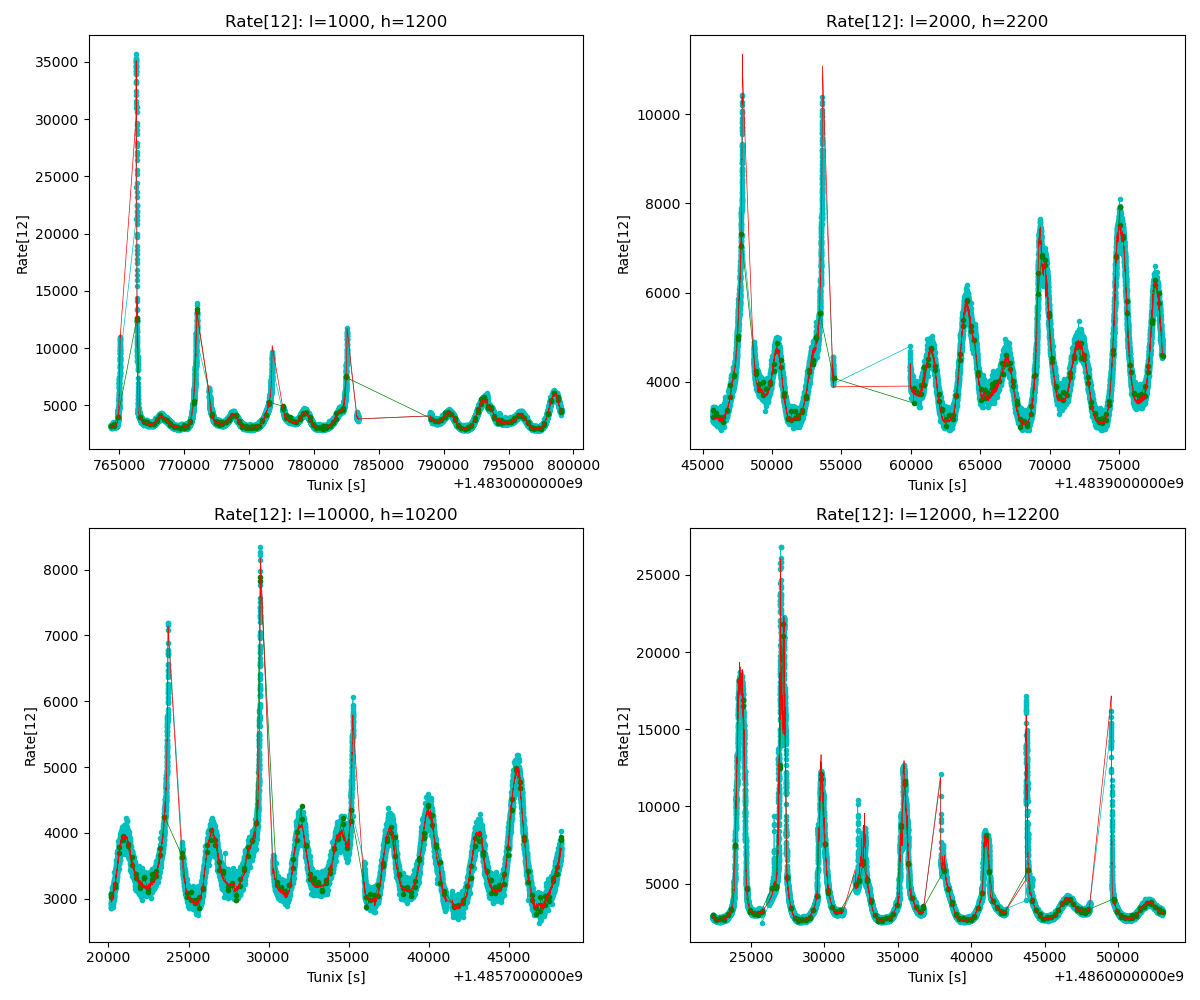 Rate[12]: l=1000, h=1200
Rate[12]
35000
30000
25000
20000
15000
10000
5000
765000 770000 775000 780000 785000 790000 795000 800000
Tunix [s]
+1.4830000000e9
Rate[12]: l=2000, h=2200
Rate[12]
10000
8000
6000
4000
45000 50000 55000 60000 65000 70000 75000
Tunix [s]
+1.4839000000e9
Rate[12]: l=10000, h=10200
Rate[12]
8000
7000
6000
5000
4000
3000
20000 25000 30000 35000 40000 45000
Tunix [s]
+1.4857000000e9
Rate[12]: l=12000, h=12200
Rate[12]
25000
20000
15000
10000
5000
25000 30000 35000 40000 45000 50000
Tunix [s]
+1.4860000000e9